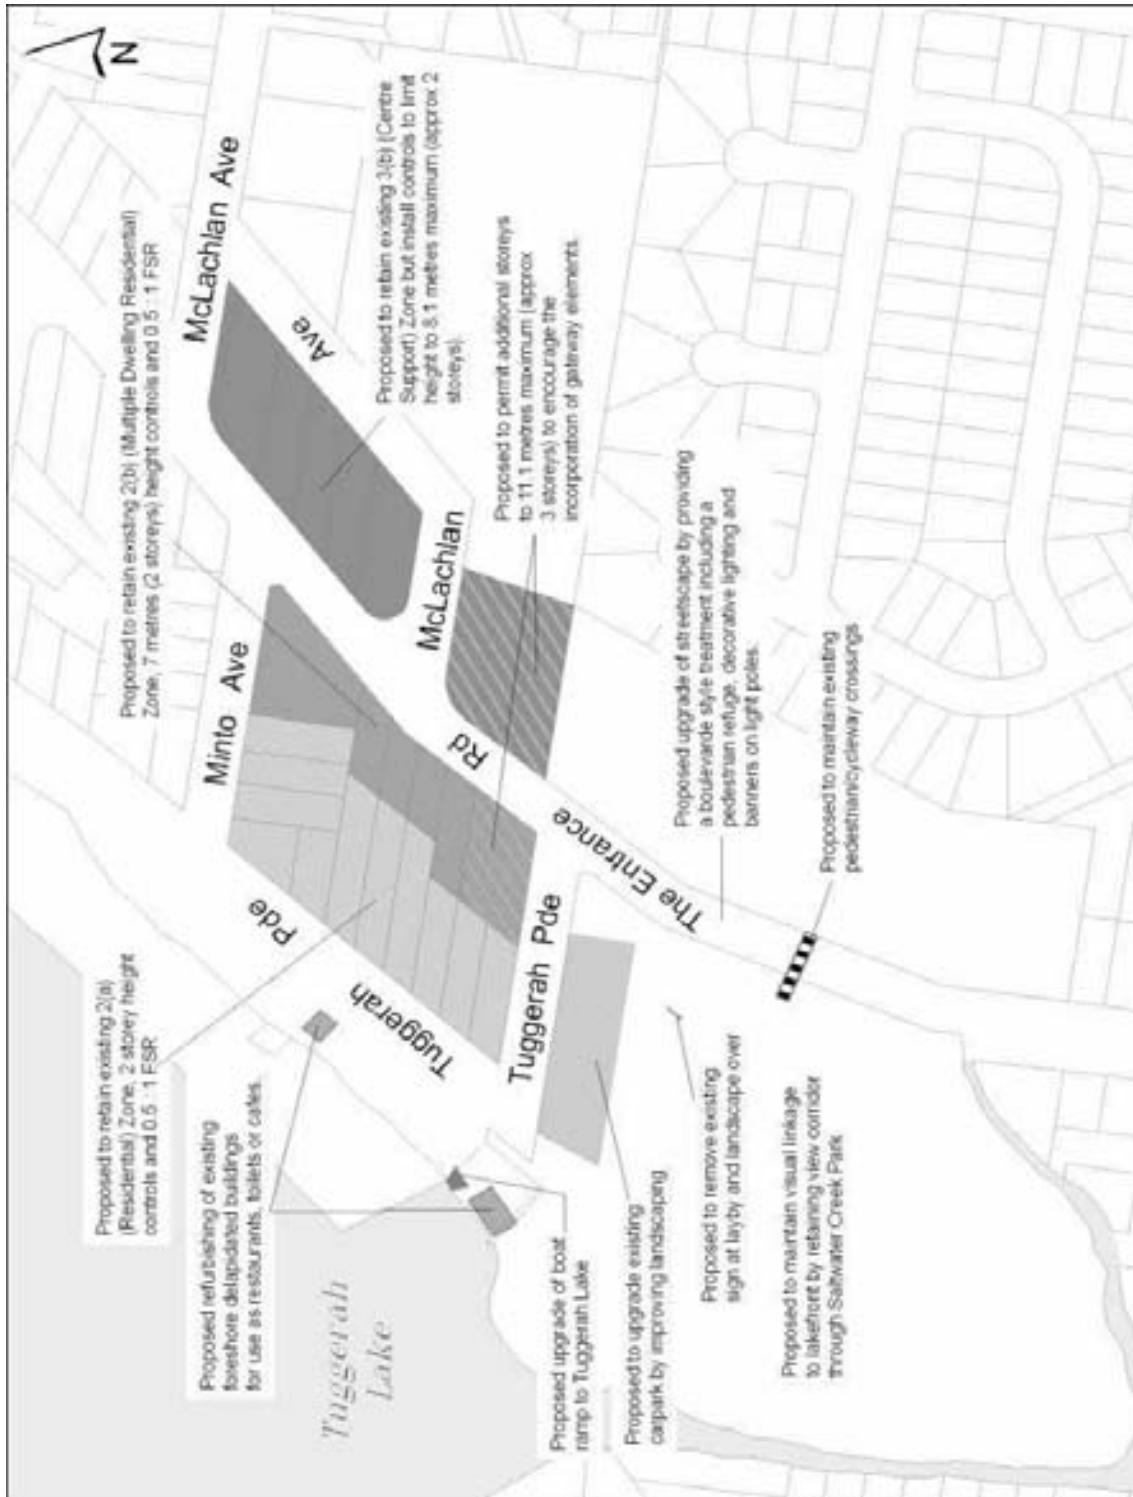 Proposed to retain existing 2(a)
(Residential) Zone, 2 storey height
controls and 0.5 : 1 FSR
Proposed to retain existing 2(b) (Multiple Dwelling Residential)
Zone, 7 metres (2 storeys) height controls and 0.5 : 1 FSR
N
Proposed refurbishing of existing
foreshore delapidated buildings
for use as restaurants, toilets or cafes.
Pde
Minto Ave
McLachlan Ave
Ave
Tuggerah
Lake
Tuggerah
Proposed to retain existing 3(b) (Centre
Support) Zone but install controls to limit
height to 8.1 metres maximum (approx 2
storeys).
Tuggerah Pde
Rd
McLachlan
Proposed to permit additional storeys
to 11.1 metres maximum (approx
3 storeys) to encourage the
incorporation of gateway elements.
The Entrance
Proposed upgrade of boat
ramp to Tuggerah Lake
Proposed to upgrade existing
carpark by improving landscaping
Proposed upgrade of streetscape by providing
a boulevarde style treatment including a
pedestrian refuge, decorative lighting and
banners on light poles.
Proposed to remove existing
sign at layby and landscape over
Proposed to maintain visual linkage
to lakefront by retaining view corridor
through Saltwater Creek Park
Proposed to maintain existing
pedestrian/cycleway crossings